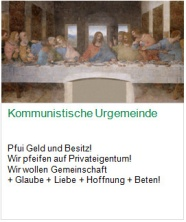 Kommunistische Urgemeinde
Pfui Geld und Besitz!
Wir pfeifen auf Privateigentum!
Wir wollen Gemeinschaft
+ Glaube + Liebe + Hoffnung + Beten!